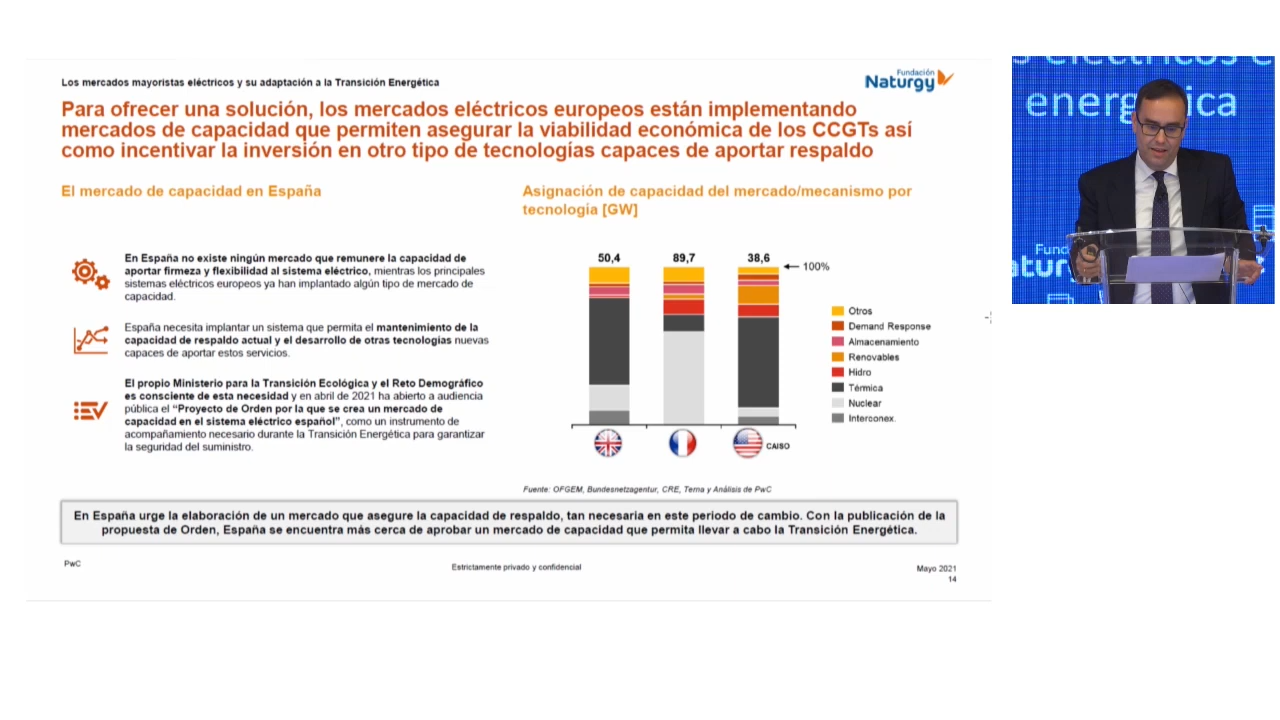 Los mercados mayoristas eléctricos y su adaptación a la Transición Energética
Fundación
Naturgy
Para ofrecer una solución, los mercados eléctricos europeos están implementando
mercados de capacidad que permiten asegurar la viabilidad económica de los CCGTs así
como incentivar la inversión en otro tipo de tecnologías capaces de aportar respaldo
El mercado de capacidad en España
En España no existe ningún mercado que remunere la capacidad de
aportar firmeza y flexibilidad al sistema eléctrico, mientras los principales
sistemas eléctricos europeos ya han implantado algún tipo de mercado de
capacidad.
España necesita implantar un sistema que permita el mantenimiento de la
capacidad de respaldo actual y el desarrollo de otras tecnologías nuevas
capaces de aportar estos servicios.
El propio Ministerio para la Transición Ecológica y el Reto Demográfico
es consciente de esta necesidad y en abril de 2021 ha abierto a audiencia
pública el “Proyecto de Orden por la que se crea un mercado de
capacidad en el sistema eléctrico español”, como un instrumento de
acompañamiento necesario durante la Transición Energética para garantizar
la seguridad del suministro.
Asignación de capacidad del mercado/mecanismo por
tecnología [GW]
50,4 89,7 38,6
100%
Otros
Demand Response
Almacenamiento
Renovables
Hidro
Térmica
Nuclear
Interconex.
CAISO
Fuente: OFGEM, Bundesnetzagentur, CRE, Terna y Análisis de PwC
En España urge la elaboración de un mercado que asegure la capacidad de respaldo, tan necesaria en este periodo de cambio. Con la publicación de la
propuesta de Orden, España se encuentra más cerca de aprobar un mercado de capacidad que permita llevar a cabo la Transición Energética.
PwC
Estrictamente privado y confidencial
Mayo 2021
14